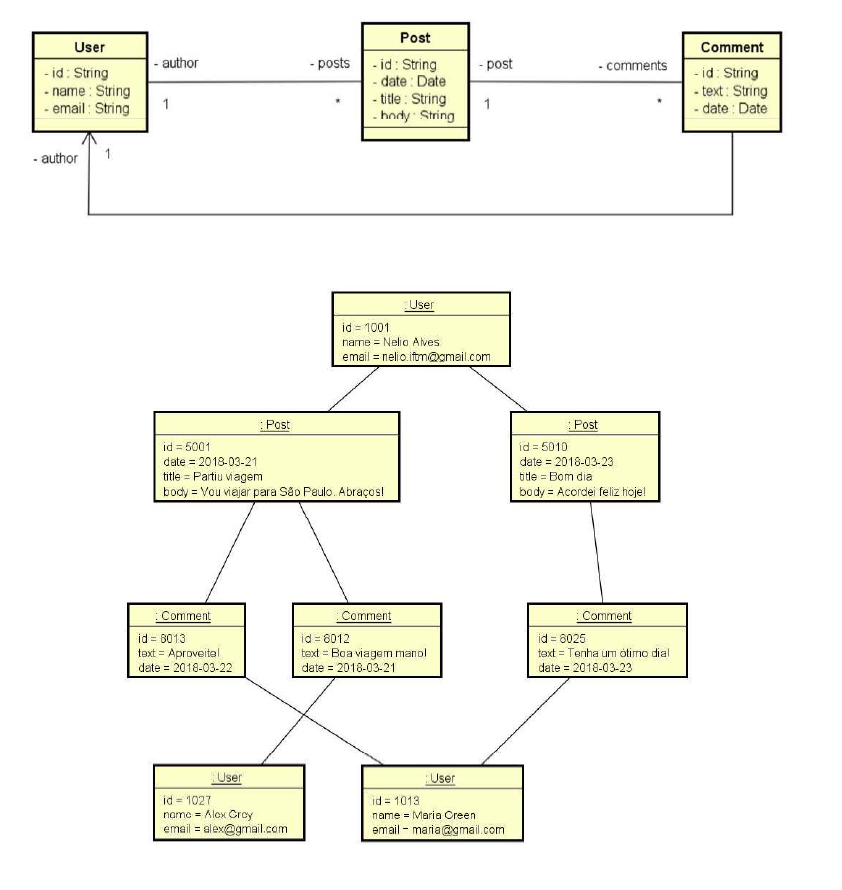 User
- id : String
- name : String
- email : String
- author
1
- posts
*
Post
- id : String
- date : Date
- title : String
- body : String
- post
1
- comments
*
Comment
- id : String
- text : String
- date : Date
- author
1
: User
id = 1001
name = Nelio Alves
email = nelio.iftm@gmail.com
: Post
id = 5001
date = 2018-03-21
title = Partiu viagem
body = Vou viajar para São Paulo. Abraços!
: Post
id = 5010
date = 2018-03-23
title = Bom dia
body = Acordei feliz hoje!
: Comment
id = 8013
text = Aproveite!
date = 2018-03-22
: Comment
id = 8012
text = Boa viagem mano!
date = 2018-03-21
: Comment
id = 8025
text = Tenha um ótimo dia!
date = 2018-03-23
: User
id = 1027
name = Alex Grey
email = alex@gmail.com
: User
id = 1013
name = Maria Green
email = maria@gmail.com